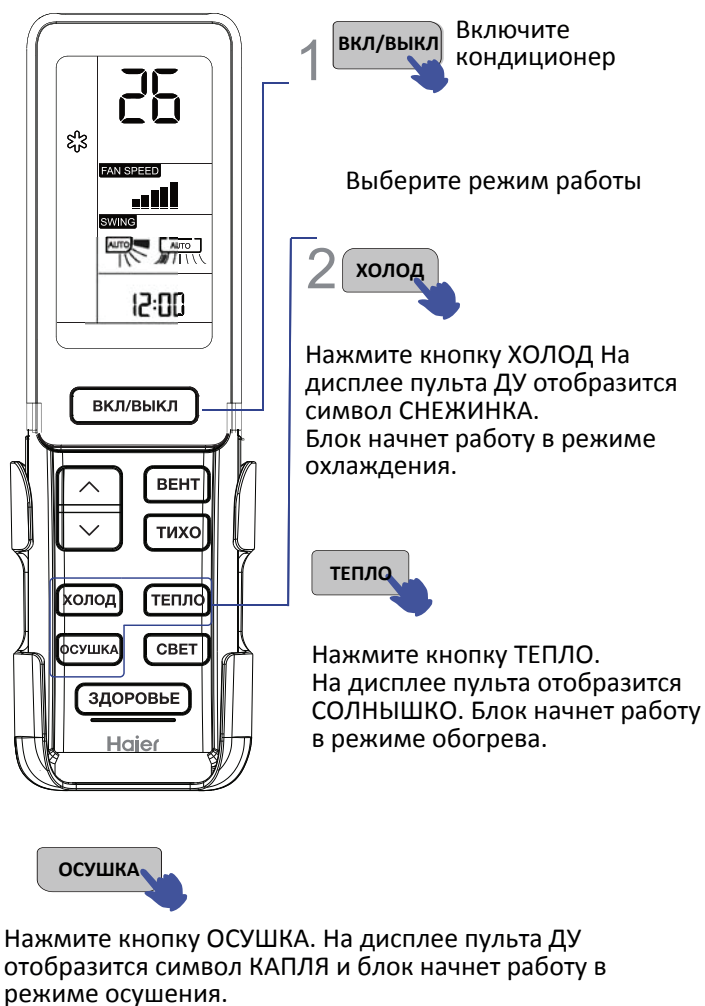 1
ВКЛ/ВЫКЛ
Включите
кондиционер
26
FAN SPEED
SWING
AUTO
AUTO
12:00
ВКЛ/ВЫКЛ
ВЕНТ
ТИХО
ХОЛОД
ТЕПЛО
ОСУШКА
СВЕТ
ЗДОРОВЬЕ
Haier
Выберите режим работы
2
ХОЛОД
Нажмите кнопку ХОЛОД На
дисплее пульта ДУ отобразится
символ СНЕЖИНКА.
Блок начнет работу в режиме
охлаждения.
ТЕПЛО
Нажмите кнопку ТЕПЛО.
На дисплее пульта отобразится
СОЛНЫШКО. Блок начнет работу
в режиме обогрева.
ОСУШКА
Нажмите кнопку ОСУШКА. На дисплее пульта ДУ
отобразится символ КАПЛЯ и блок начнет работу в
режиме осушения.